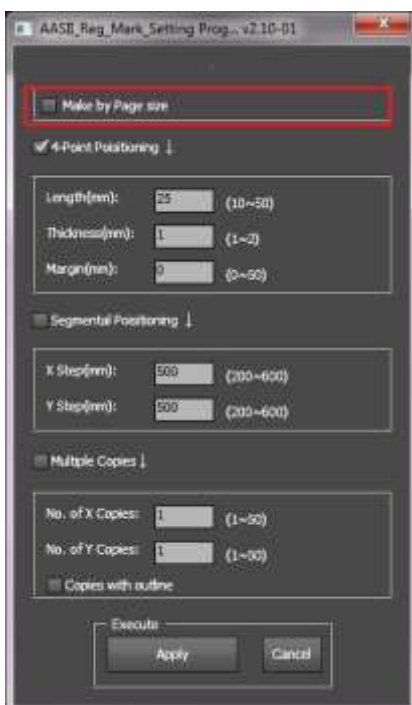 AASII_Reg_Mark_Setting Prog... v2.10-01
Make by Page size
4-Point Positioning ↓
Length(mm): 25 (10~50)
Thickness(mm): 1 (1~2)
Margin(mm): 0 (0~50)
Segmental Positioning ↓
X Step(mm): 500 (200~600)
Y Step(mm): 500 (200~600)
Multiple Copies ↓
No. of X Copies: 1 (1~50)
No. of Y Copies: 1 (1~50)
Copies with outline
Execute
Apply Cancel